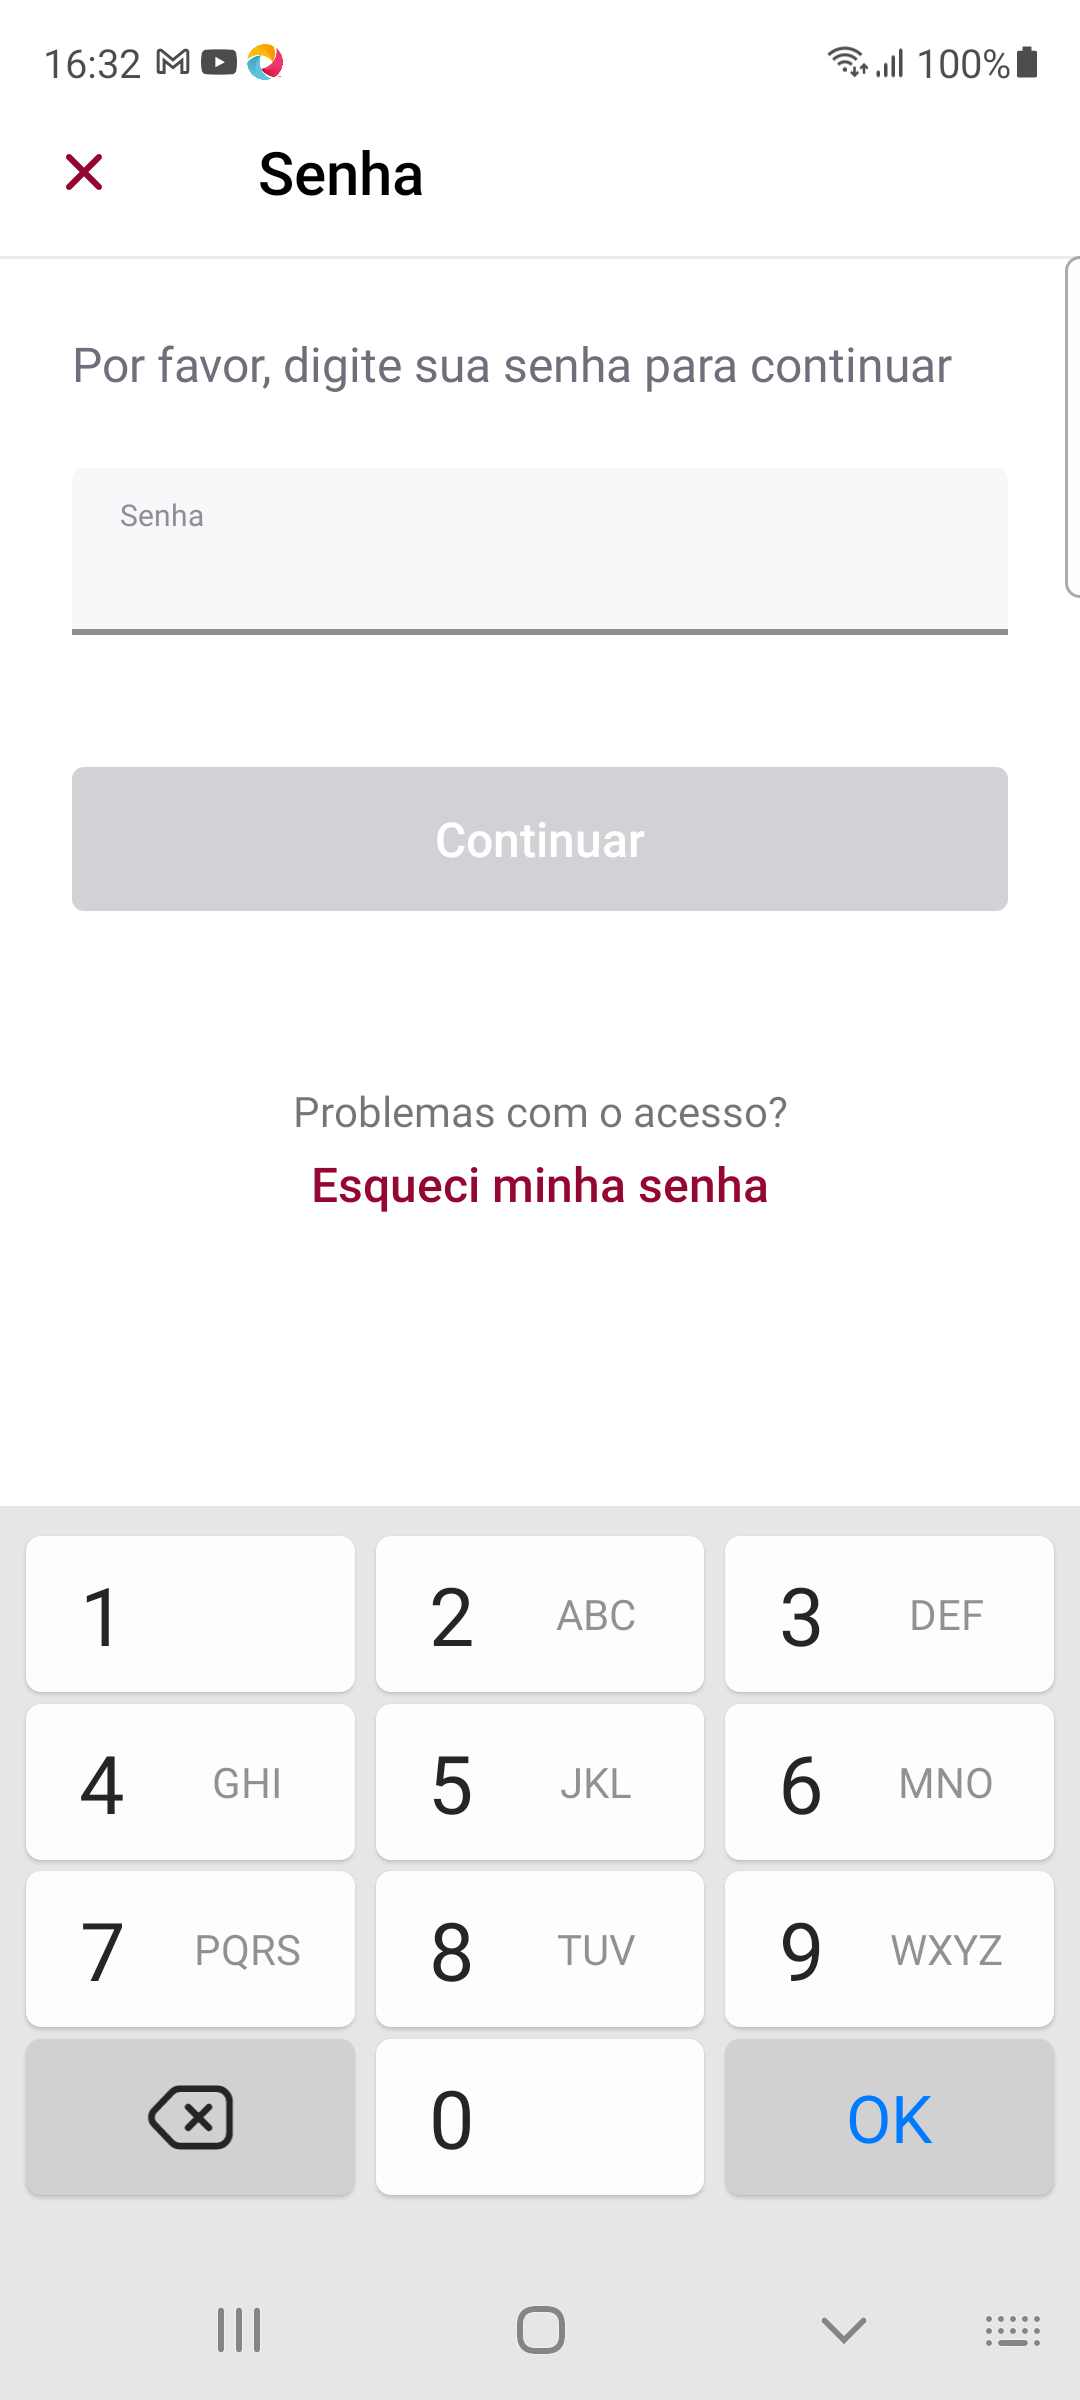 16:32 100%
Senha
Por favor, digite sua senha para continuar
Senha
Continuar
Problemas com o acesso?
Esqueci minha senha
1 2 ABC 3 DEF
4 GHI 5 JKL 6 MNO
7 PQRS 8 TUV 9 WXYZ
0 OK